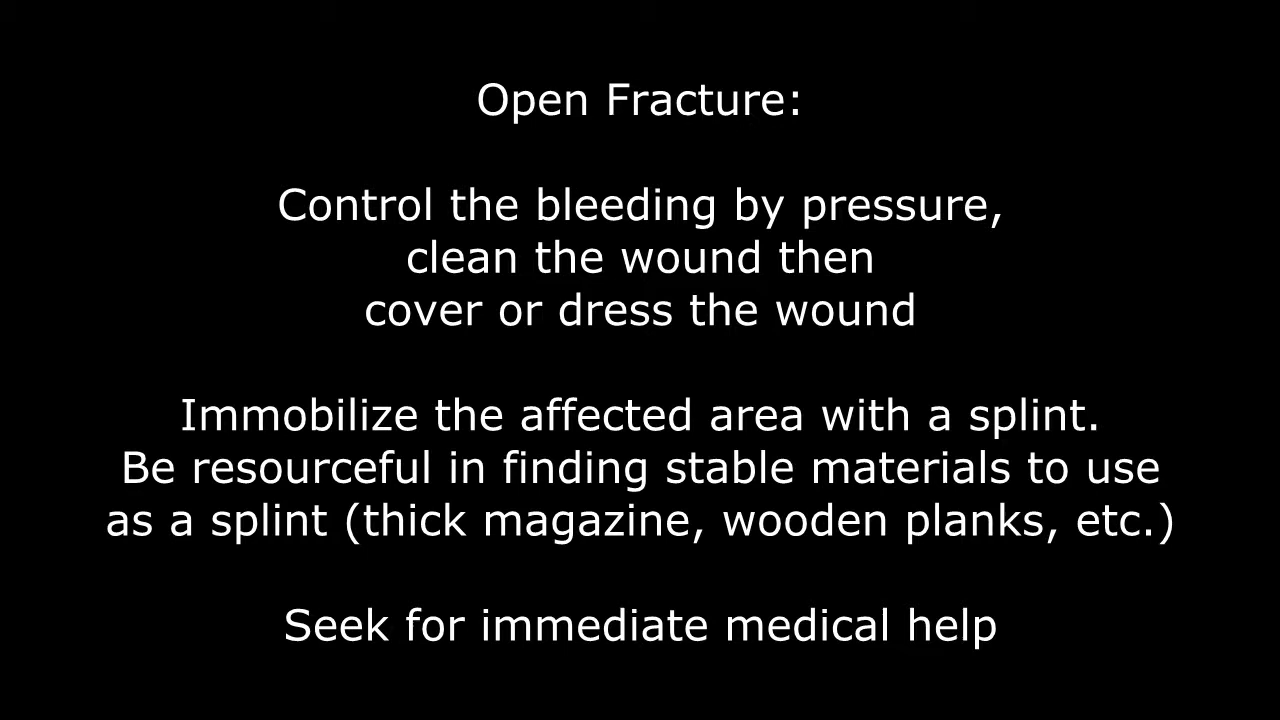 Open Fracture:
Control the bleeding by pressure,
clean the wound then
cover or dress the wound
Immobilize the affected area with a splint.
Be resourceful in finding stable materials to use
as a splint (thick magazine, wooden planks, etc.)
Seek for immediate medical help